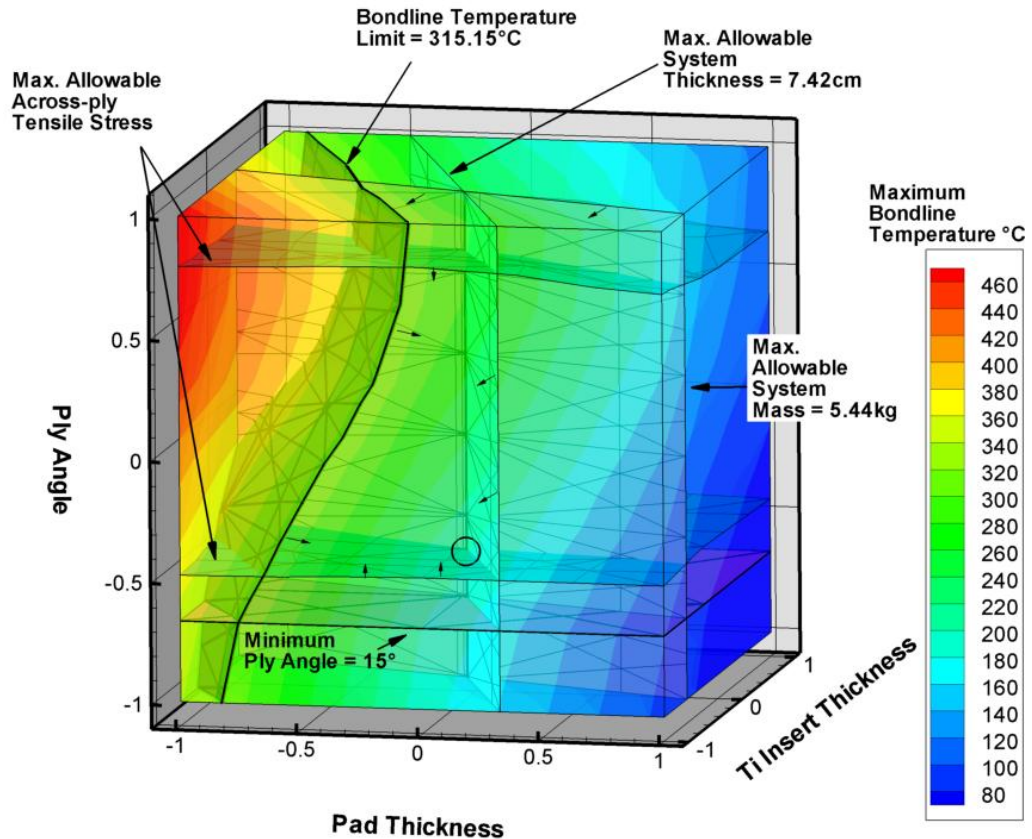 Bondline Temperature
Limit = 315.15°C
Max. Allowable
System
Thickness = 7.42cm
Max. Allowable
Across-ply
Tensile Stress
Maximum
Bondline
Temperature °C
460
440
420
400
380
360
340
320
300
280
260
240
220
200
180
160
140
120
100
80
Max.
Allowable
System
Mass = 5.44kg
Minimum
Ply Angle = 15°
Ply Angle
1
0.5
0
-0.5
-1
-1
-0.5
0
0.5
1
Pad Thickness
-1
0
1
Ti Insert Thickness